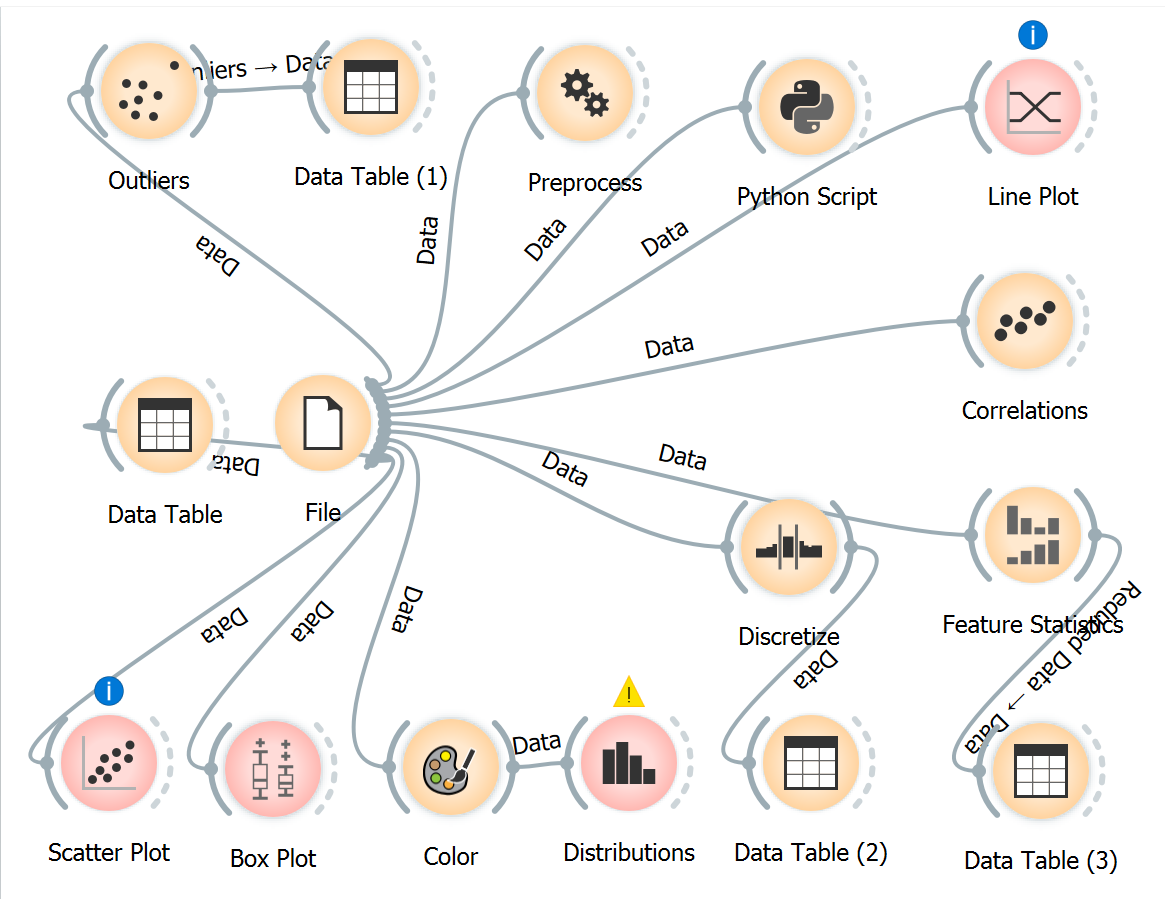 Outliers → Data
i
Outliers
Data Table (1)
Preprocess
Python Script
Line Plot
Data
Data
Data
Data
Data
Correlations
Data
Data
Data
Data Table
File
Discretize
Feature Statistics
Data
Data
Data
Data
Reduced Data → Data
i
!
Data
Scatter Plot
Box Plot
Color
Distributions
Data Table (2)
Data Table (3)